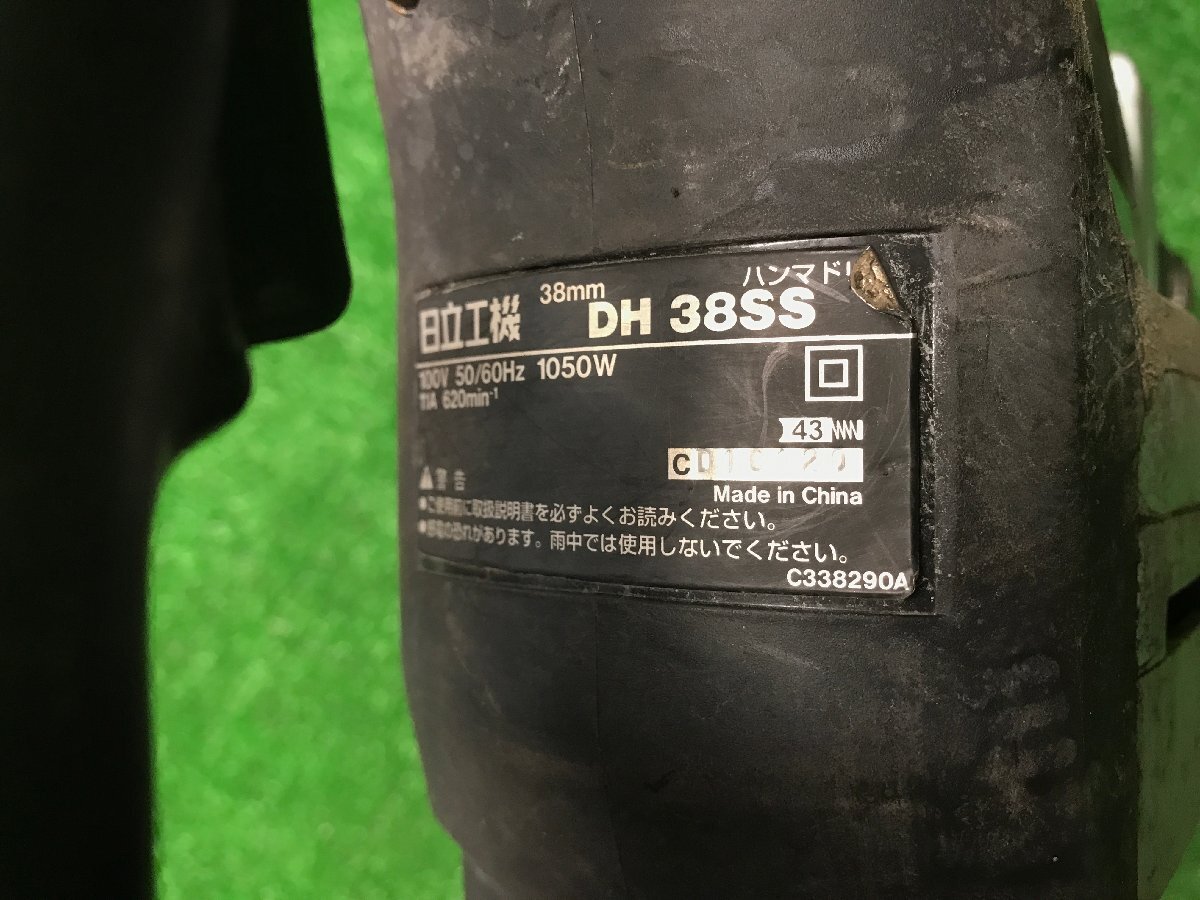 ハンマド
日立工機 38mm DH 38SS
100V 50/60Hz 1050W
11A 620min⁻¹
43
C
Made in China
警告
●ご使用前に取扱説明書を必ずよくお読みください。
●感電の恐れがあります。雨中では使用しないでください。
C338290A